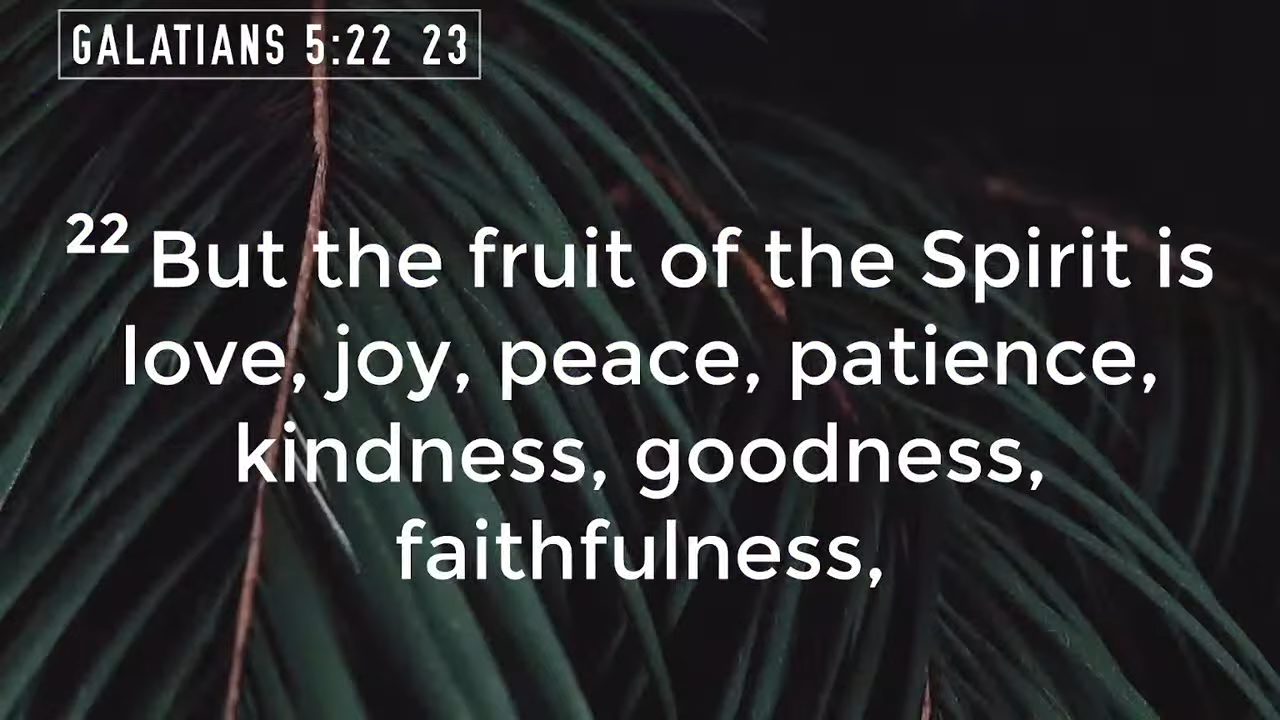 GALATIANS 5:22 23
22 But the fruit of the Spirit is
love, joy, peace, patience,
kindness, goodness,
faithfulness,